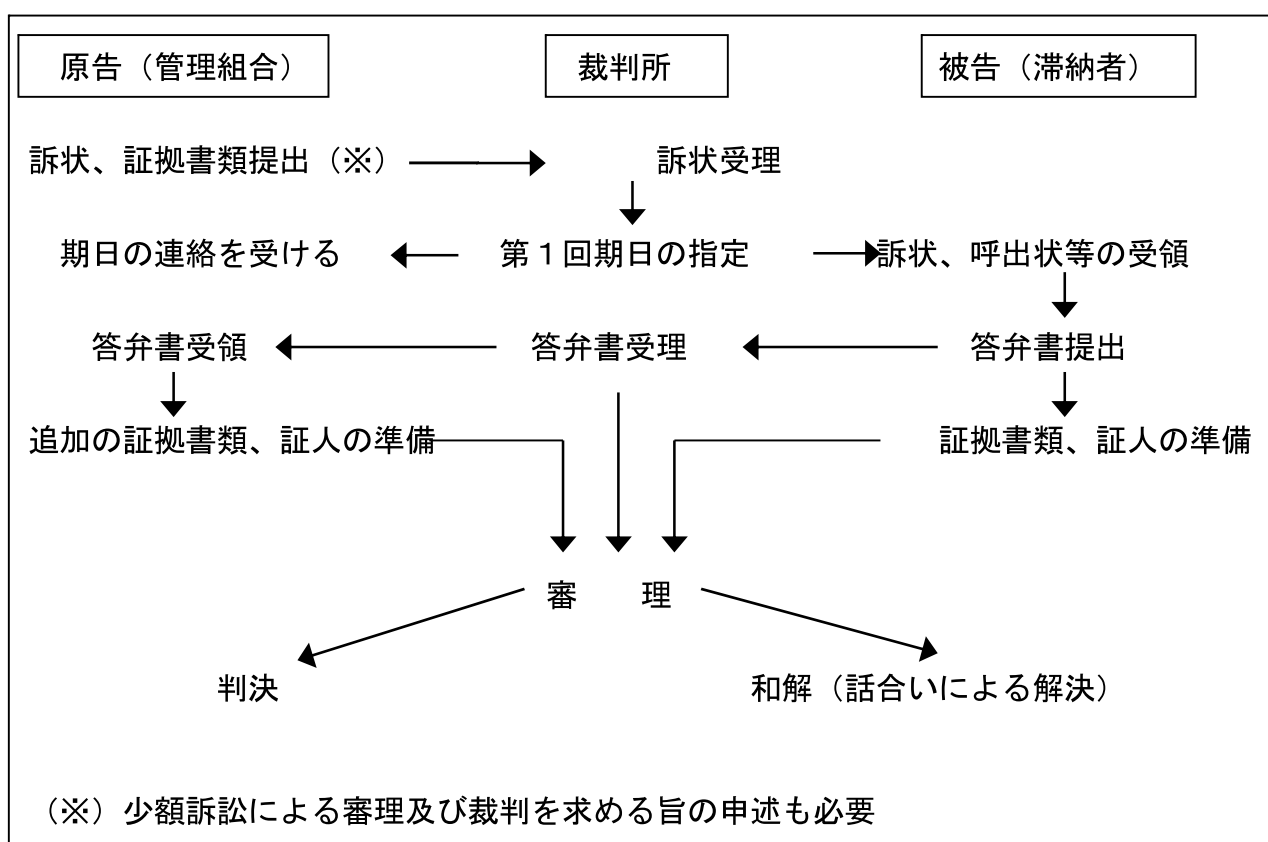 原告（管理組合） 裁判所 被告（滞納者）
訴状、証拠書類提出（※） 訴状受理
期日の連絡を受ける 第１回期日の指定 訴状、呼出状等の受領
答弁書受領 答弁書受理 答弁書提出
追加の証拠書類、証人の準備 証拠書類、証人の準備
審 理
判決 和解（話合いによる解決）
（※）少額訴訟による審理及び裁判を求める旨の申述も必要